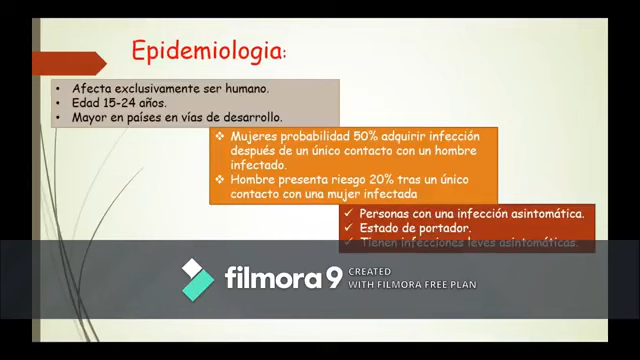 Epidemiologia:
• Afecta exclusivamente ser humano.
• Edad 15-24 años.
• Mayor en países en vías de desarrollo.
❖ Mujeres probabilidad 50% adquirir infección
después de un único contacto con un hombre
infectado.
❖ Hombre presenta riesgo 20% tras un único
contacto con una mujer infectada
✓ Personas con una infección asintomática.
✓ Estado de portador.
✓ Tienen infecciones leves asintomáticas.
filmora9 CREATED
WITH FILMORA FREE PLAN